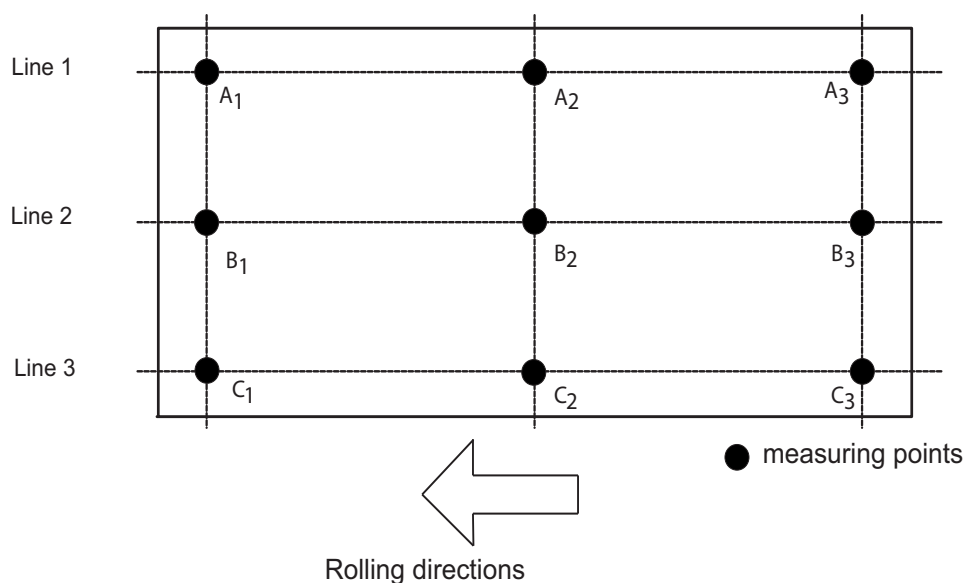 Line 1
A1 A2 A3
Line 2
B1 B2 B3
Line 3
C1 C2 C3
measuring points
Rolling directions